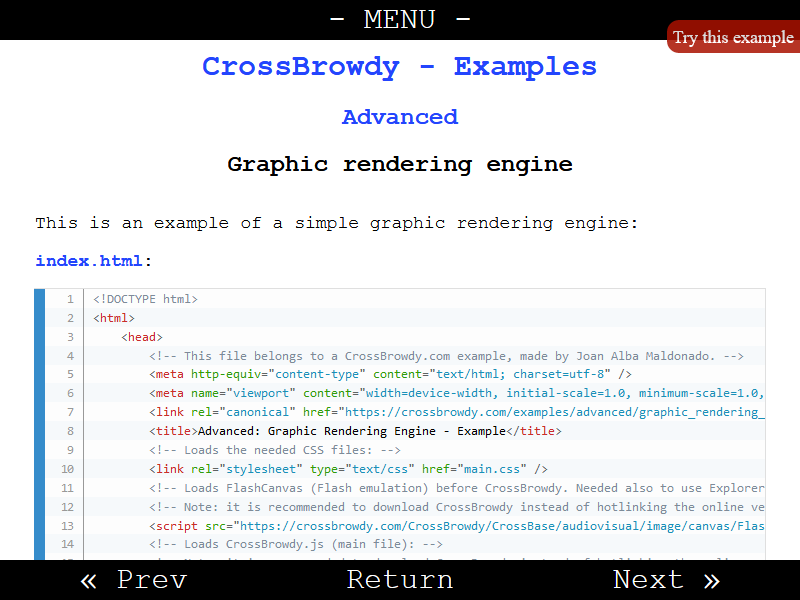 - MENU -
Try this example
CrossBrowdy - Examples
Advanced
Graphic rendering engine
This is an example of a simple graphic rendering engine:
index.html:
1 <!DOCTYPE html>
2 <html>
3 <head>
4 <!-- This file belongs to a CrossBrowdy.com example, made by Joan Alba Maldonado. -->
5 <meta http-equiv="content-type" content="text/html; charset=utf-8" />
6 <meta name="viewport" content="width=device-width, initial-scale=1.0, minimum-scale=1.0,
7 <link rel="canonical" href="https://crossbrowdy.com/examples/advanced/graphic_rendering_
8 <title>Advanced: Graphic Rendering Engine - Example</title>
9 <!-- Loads the needed CSS files: -->
10 <link rel="stylesheet" type="text/css" href="main.css" />
11 <!-- Loads FlashCanvas (Flash emulation) before CrossBrowdy. Needed also to use Explorer
12 <!-- Note: it is recommended to download CrossBrowdy instead of hotlinking the online ve
13 <script src="https://crossbrowdy.com/CrossBrowdy/CrossBase/audiovisual/image/canvas/Flas
14 <!-- Loads CrossBrowdy.js (main file): -->
« Prev Return Next »